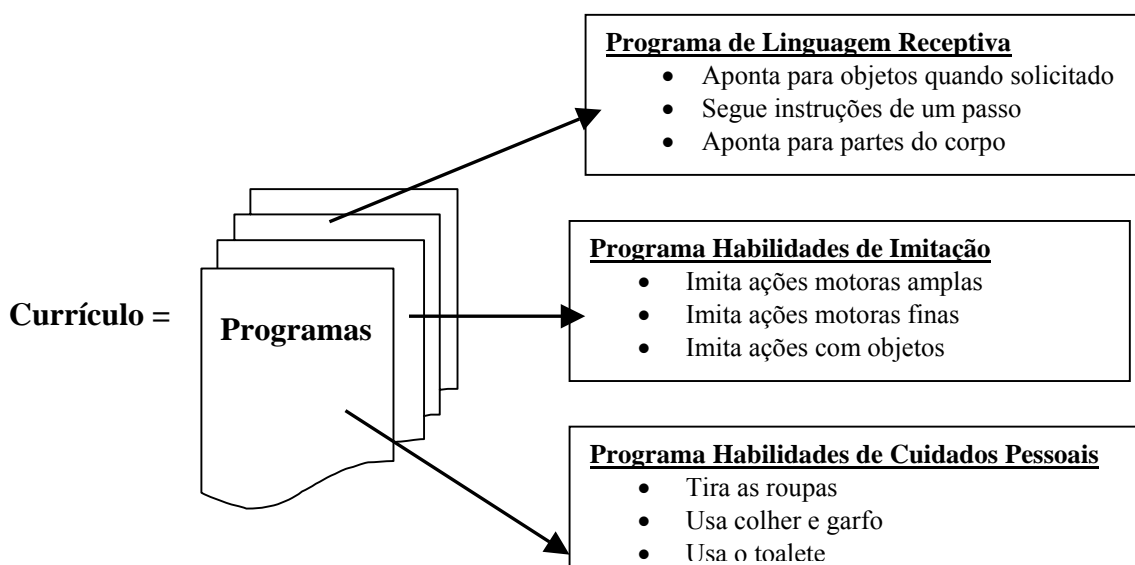 Programa de Linguagem Receptiva
• Aponta para objetos quando solicitado
• Segue instruções de um passo
• Aponta para partes do corpo
Currículo =
Programas
Programa Habilidades de Imitação
• Imita ações motoras amplas
• Imita ações motoras finas
• Imita ações com objetos
Programa Habilidades de Cuidados Pessoais
• Tira as roupas
• Usa colher e garfo
• Usa o toalete